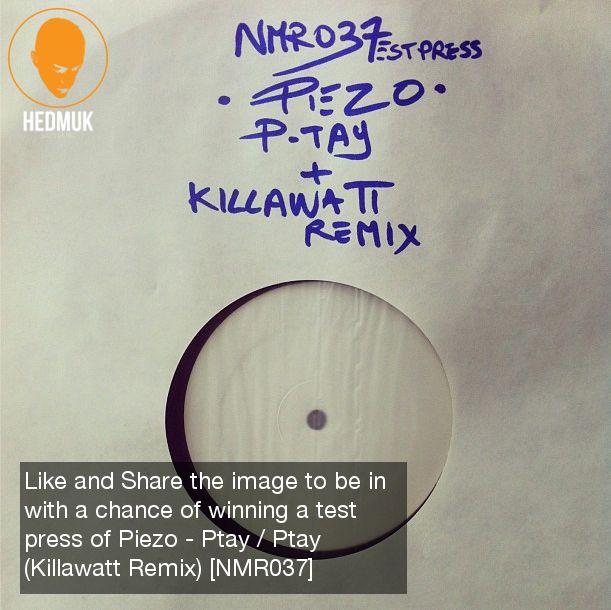 NMR037 TEST PRESS
• PIEZO •
P-TAY
+
KILLAWATT
REMIX
HEDMUK
Like and Share the image to be in
with a chance of winning a test
press of Piezo - Ptay / Ptay
(Killawatt Remix) [NMR037]